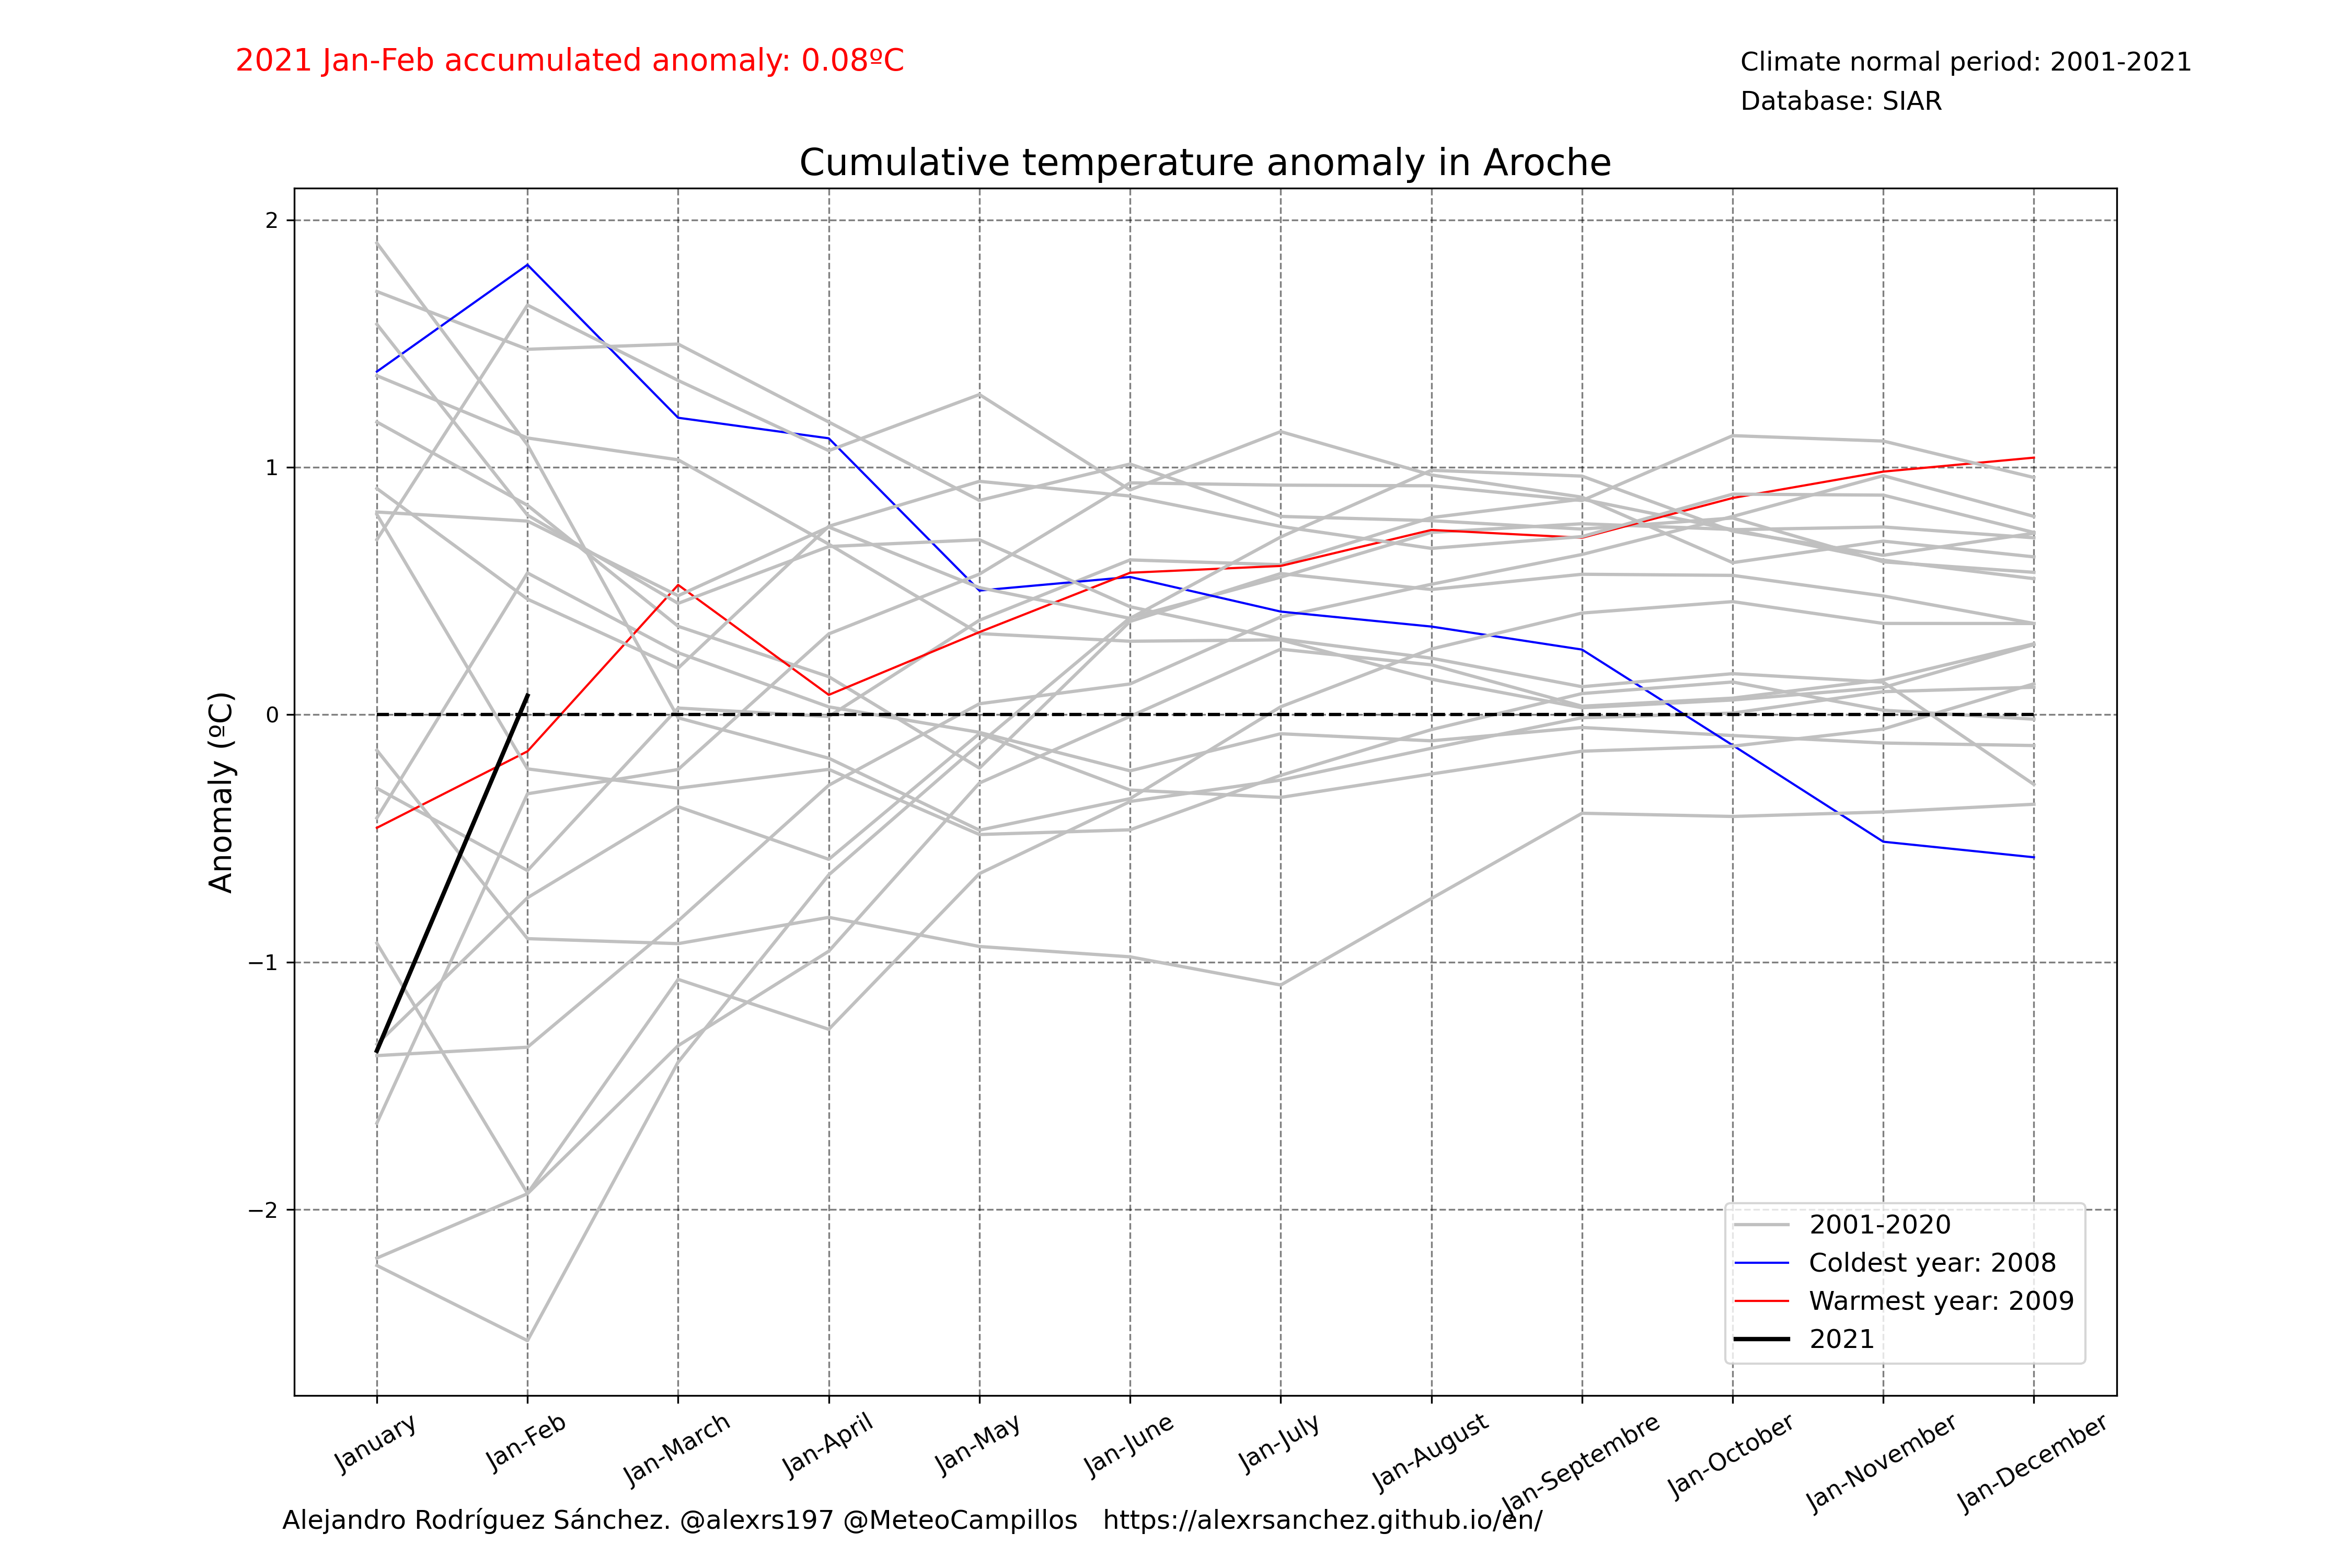 2021 Jan-Feb accumulated anomaly: 0.08ºC
Climate normal period: 2001-2021
Database: SIAR
Cumulative temperature anomaly in Aroche
Anomaly (ºC)
2
1
0
−1
−2
2001-2020
Coldest year: 2008
Warmest year: 2009
2021
January
Jan-Feb
Jan-March
Jan-April
Jan-May
Jan-June
Jan-July
Jan-August
Jan-Septembre
Jan-October
Jan-November
Jan-December
Alejandro Rodríguez Sánchez. @alexrs197 @MeteoCampillos https://alexrsanchez.github.io/en/